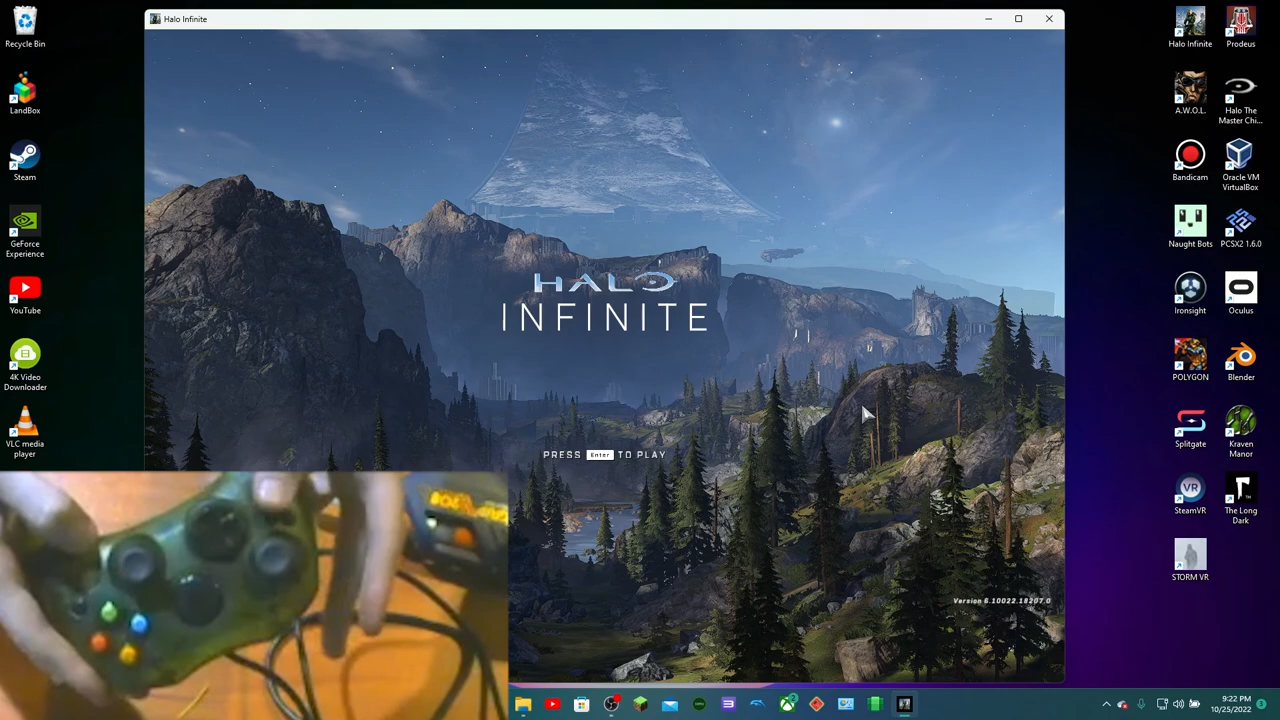 Halo Infinite
HALO
INFINITE
PRESS Enter TO PLAY
Version 6.10022.18207.0
Recycle Bin
LandBox
Steam
GeForce
Experience
YouTube
4K Video
Downloader
VLC media
player
Halo Infinite
Prodeus
A.W.O.L.
Halo The
Master Chi...
Bandicam
Oracle VM
VirtualBox
Naught Bots
PCSX2 1.6.0
Ironsight
Oculus
POLYGON
Blender
Splitgate
Kraven
Manor
VR
SteamVR
The Long
Dark
STORM VR
9:22 PM
10/25/2022